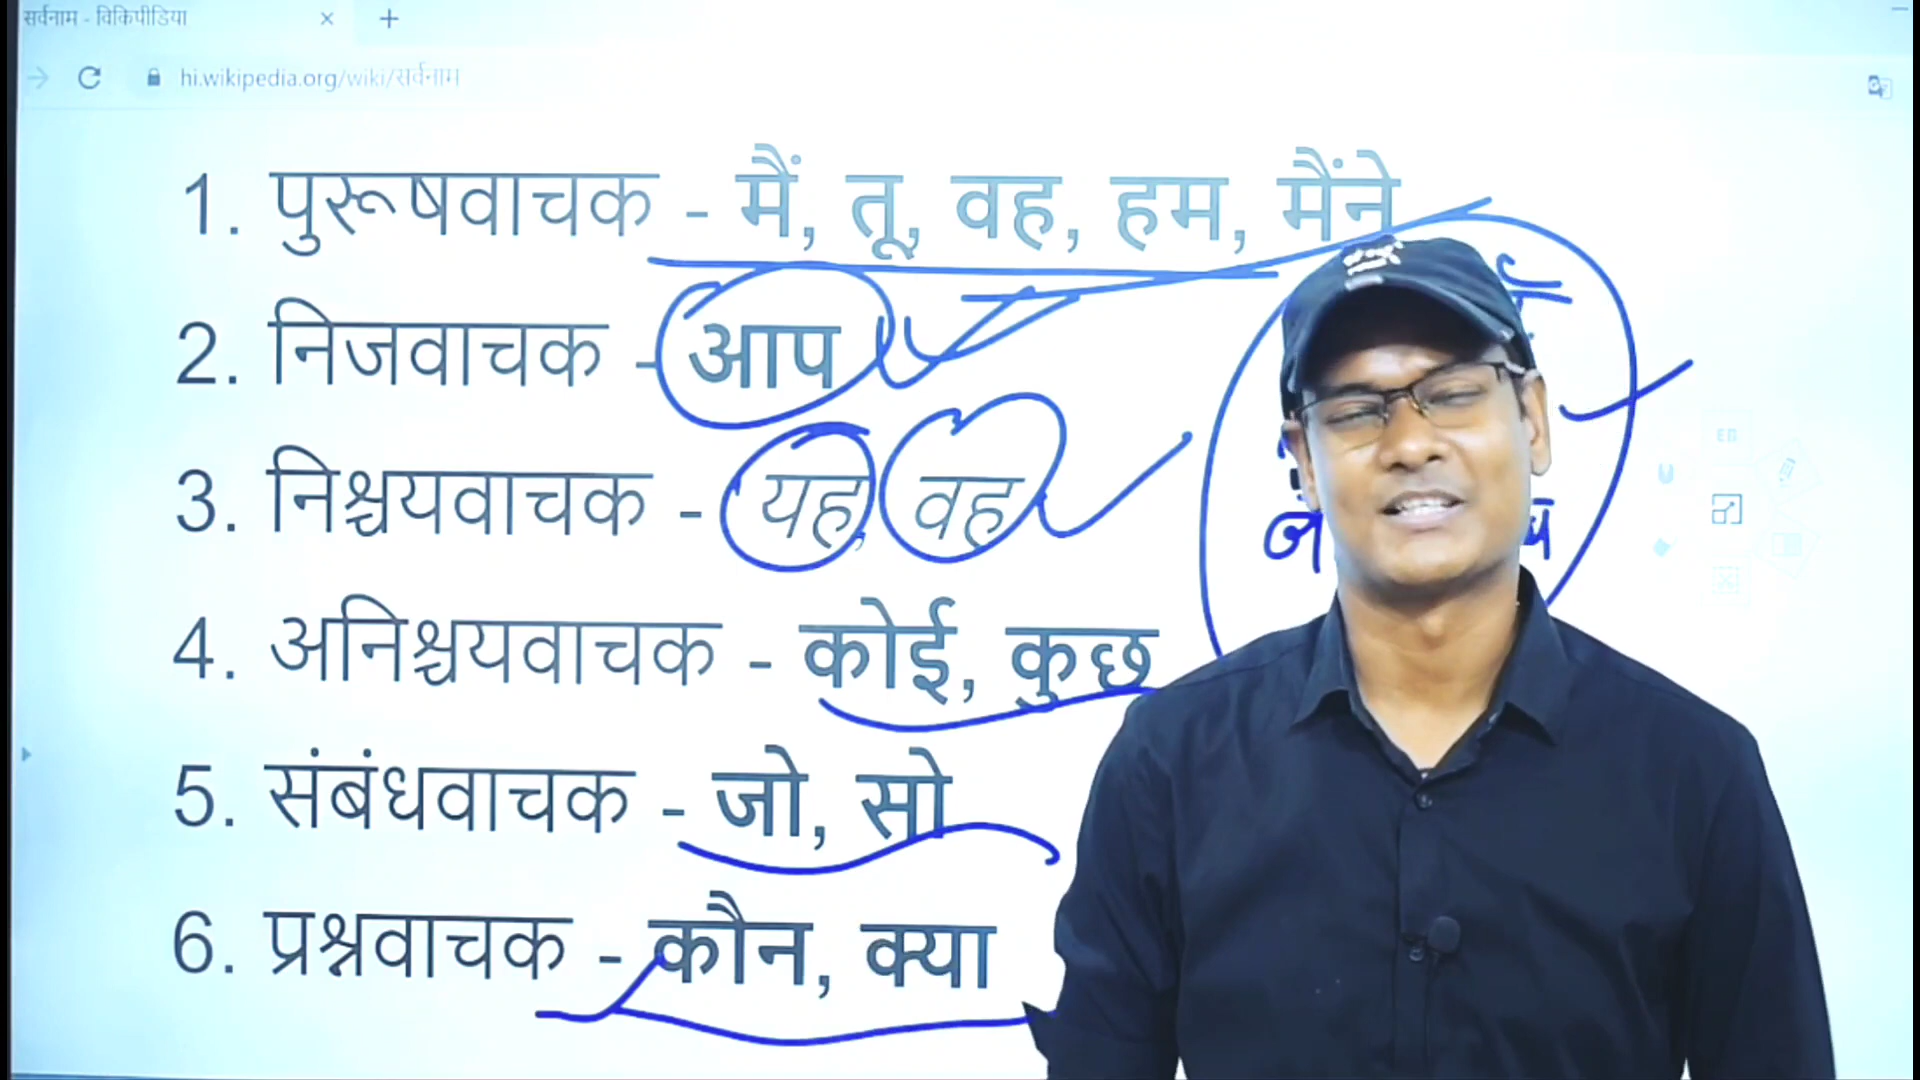 सर्वनाम - विकिपीडिया
hi.wikipedia.org/wiki/सर्वनाम
1. पुरूषवाचक - मैं, तू, वह, हम, मैंने
2. निजवाचक - आप
3. निश्चयवाचक - यह, वह
4. अनिश्चयवाचक - कोई, कुछ
5. संबंधवाचक - जो, सो
6. प्रश्नवाचक - कौन, क्या